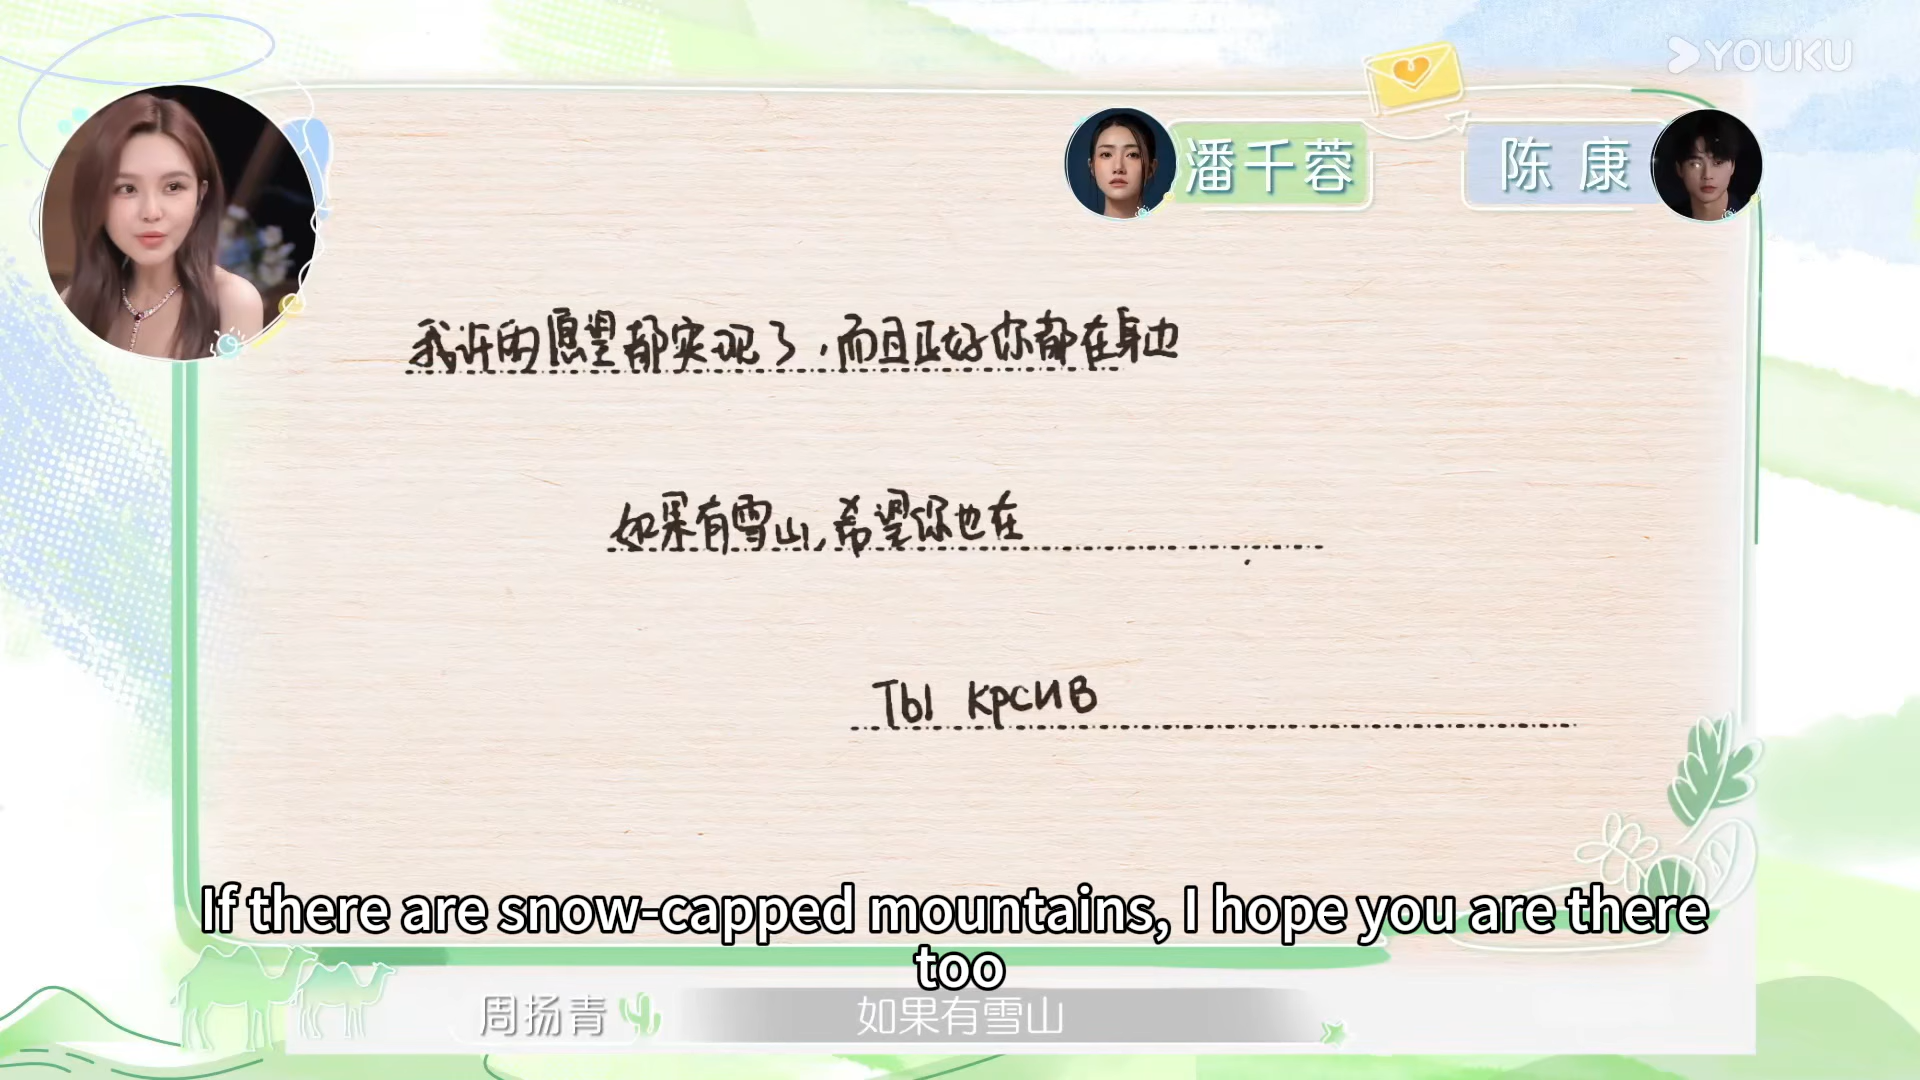 YOUKU
潘千蓉 陈康
我许的愿望都实现了，而且正好你都在身边
如果有雪山，希望你也在
ты крсив
If there are snow-capped mountains, I hope you are there
too
周扬青 如果有雪山